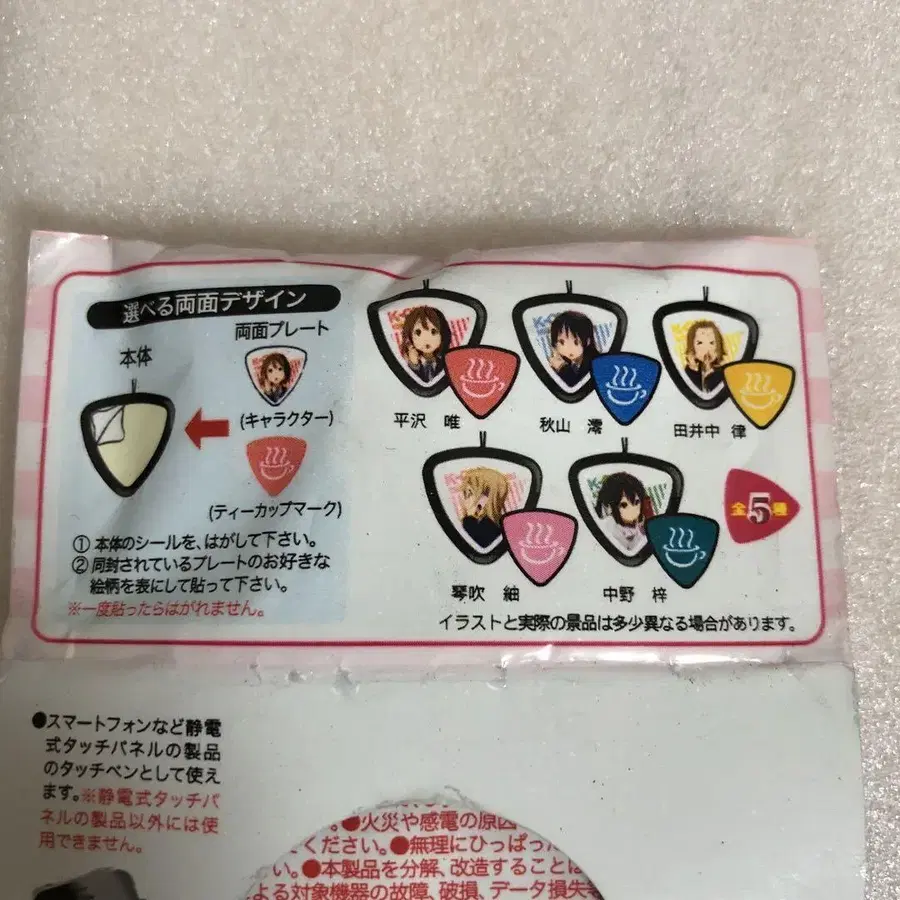 選べる両面デザイン
本体
両面プレート
(キャラクター)
(ティーカップマーク)
① 本体のシールを、はがして下さい。
② 同封されているプレートのお好きな
絵柄を表にして貼って下さい。
※一度貼ったらはがれません。
平沢 唯
秋山 澪
田井中 律
琴吹 紬
中野 梓
全5種
イラストと実際の景品は多少異なる場合があります。
●スマートフォンなど静電
式タッチパネルの製品
のタッチペンとして使え
ます。※静電式タッチパ
ネルの製品以外には使
用できません。
●火災や感電の原因
ください。●無理にひっぱった
い。●本製品を分解、改造することは
よる対象機器の故障、破損、データ損失等